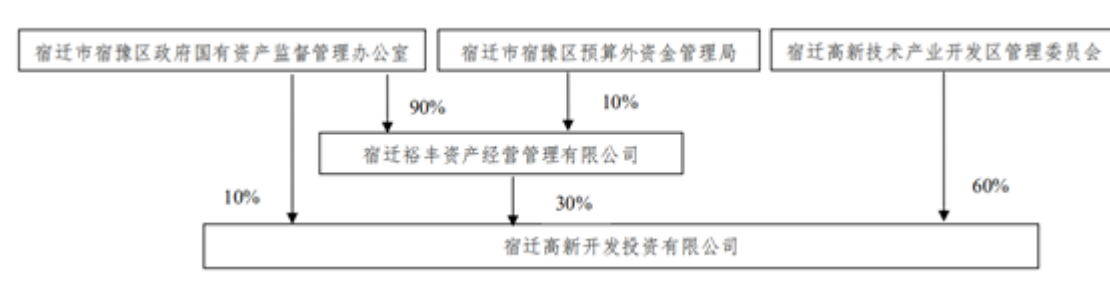 宿迁市宿豫区政府国有资产监督管理办公室
宿迁市宿豫区预算外资金管理局
宿迁高新技术产业开发区管理委员会
90%
10%
宿迁裕丰资产经营管理有限公司
10%
30%
60%
宿迁高新开发投资有限公司